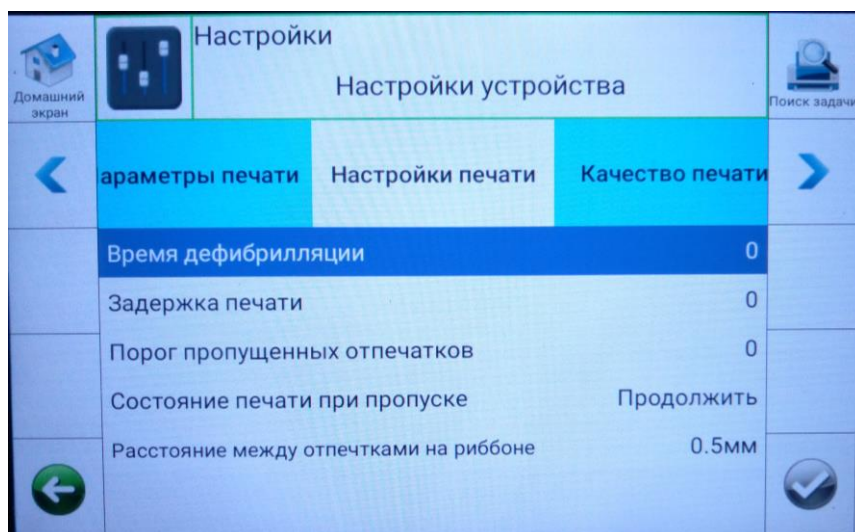 Настройки
Настройки устройства
Домашний
экран
Поиск задачи
араметры печати
Настройки печати
Качество печати
Время дефибрилляции 0
Задержка печати 0
Порог пропущенных отпечатков 0
Состояние печати при пропуске Продолжить
Расстояние между отпечтками на риббоне 0.5мм